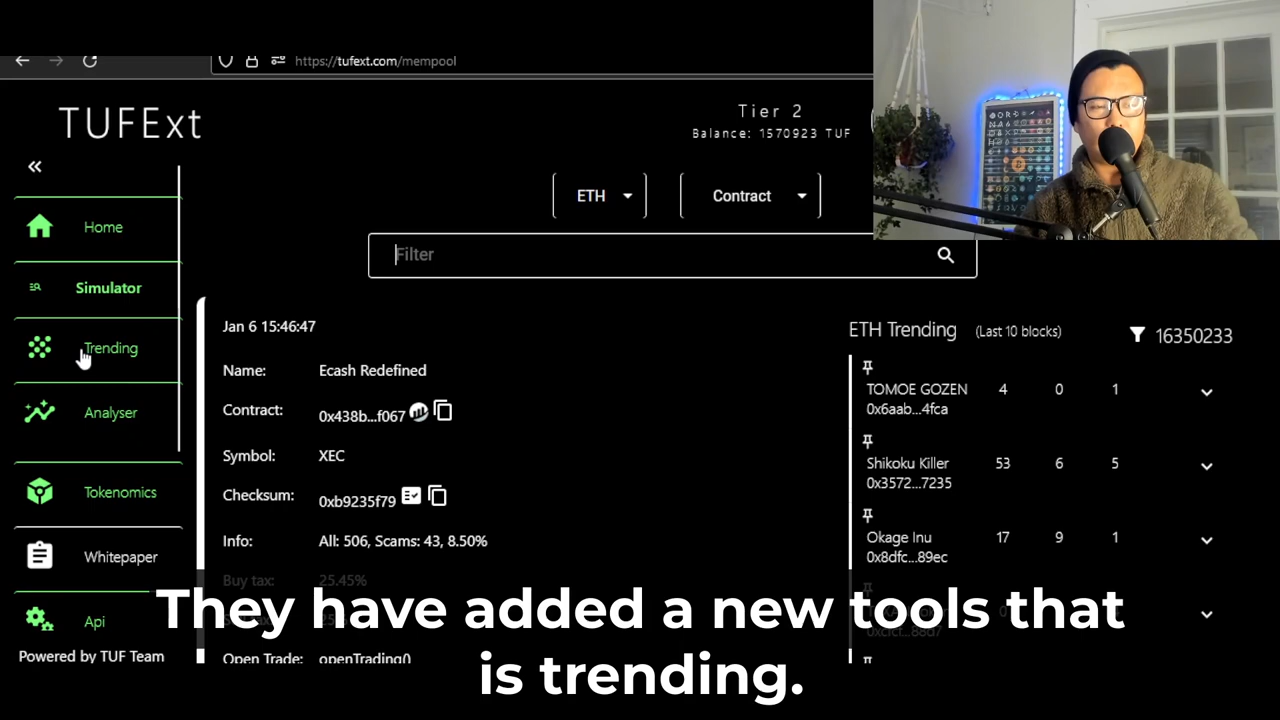 https://tufext.com/mempool
TUFExt
Tier 2
Balance: 1570923 TUF
ETH
Contract
Filter
Home
Simulator
Trending
Analyser
Tokenomics
Whitepaper
Api
Powered by TUF Team
Jan 6 15:46:47
Name: Ecash Redefined
Contract: 0x438b...f067
Symbol: XEC
Checksum: 0xb9235f79
Info: All: 506, Scams: 43, 8.50%
Buy tax: 25.45%
Open Trade: openTrading()
ETH Trending (Last 10 blocks) 16350233
TOMOE GOZEN 4 0 1
0x6aab...4fca
Shikoku Killer 53 6 5
0x3572...7235
Okage Inu 17 9 1
0x8dfc...89ec
They have added a new tools that
is trending.